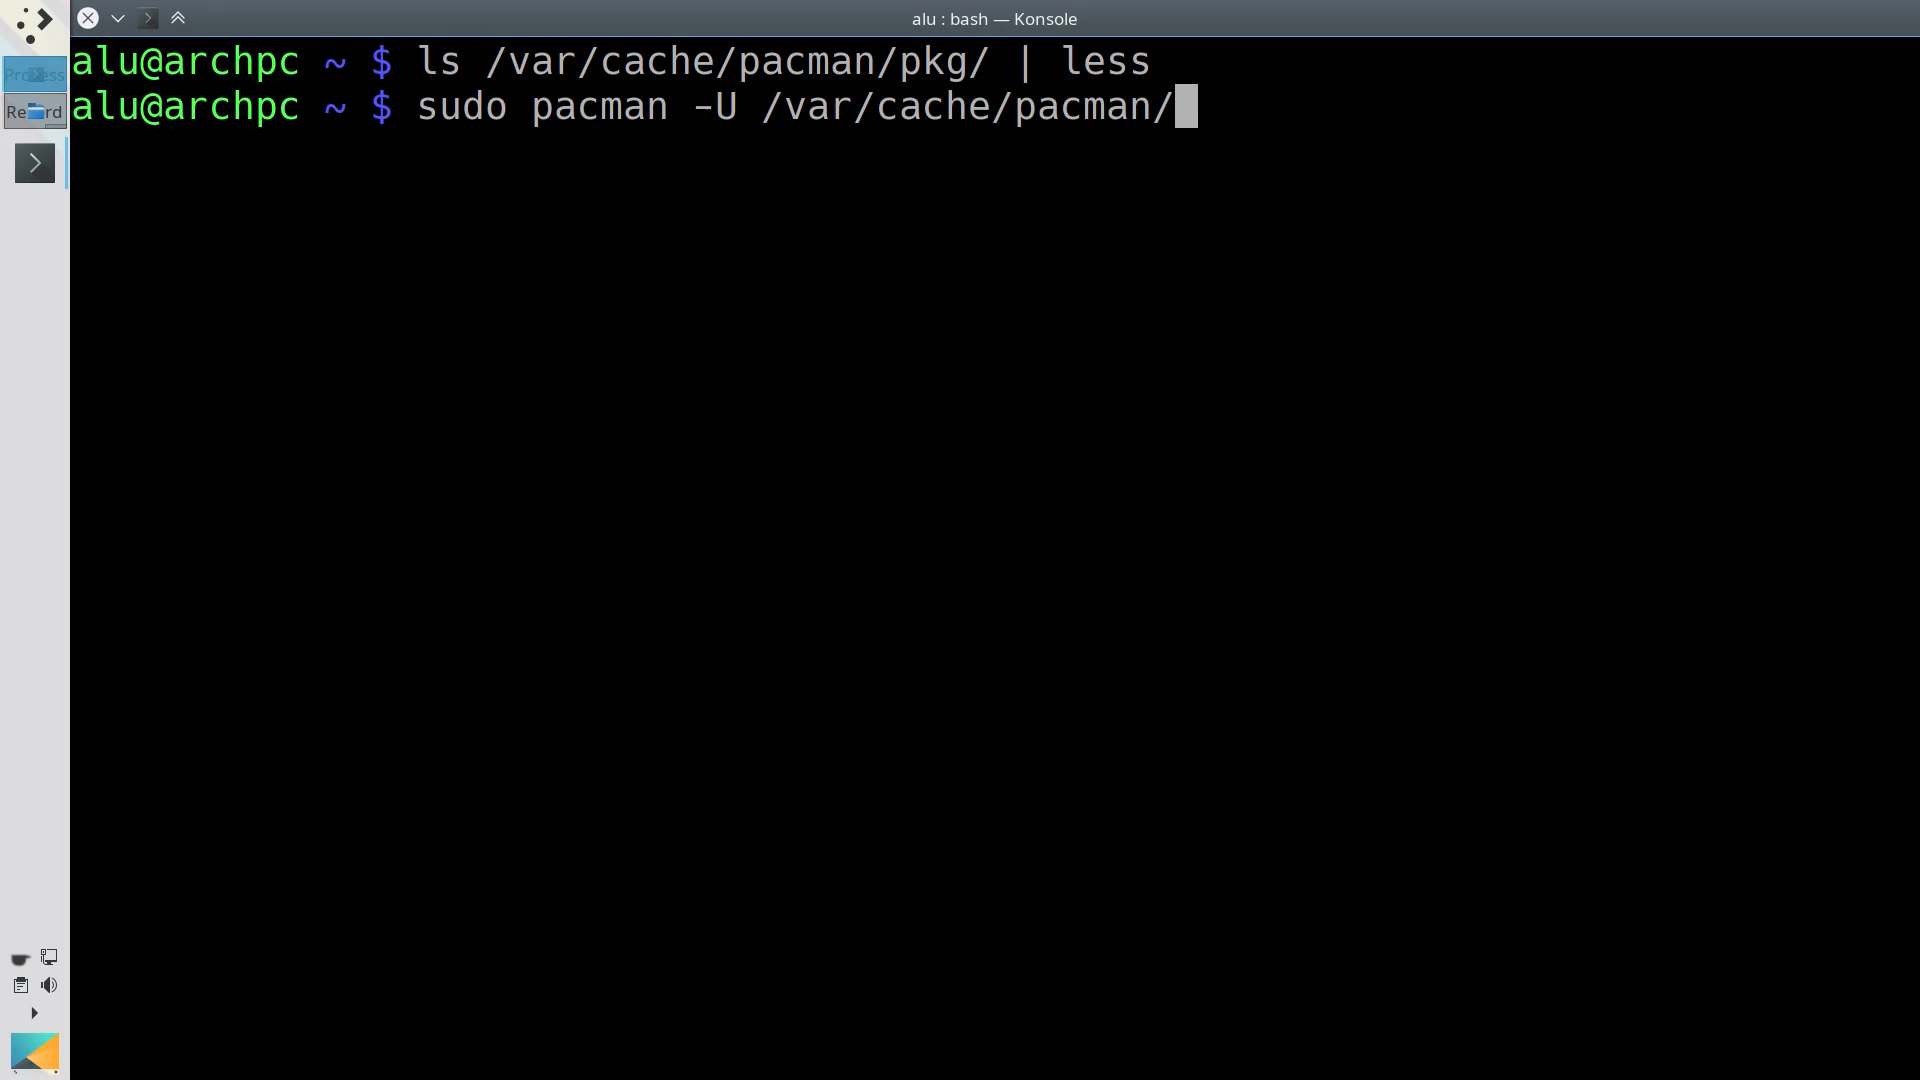 alu : bash — Konsole
alu@archpc ~ $ ls /var/cache/pacman/pkg/ | less
alu@archpc ~ $ sudo pacman -U /var/cache/pacman/